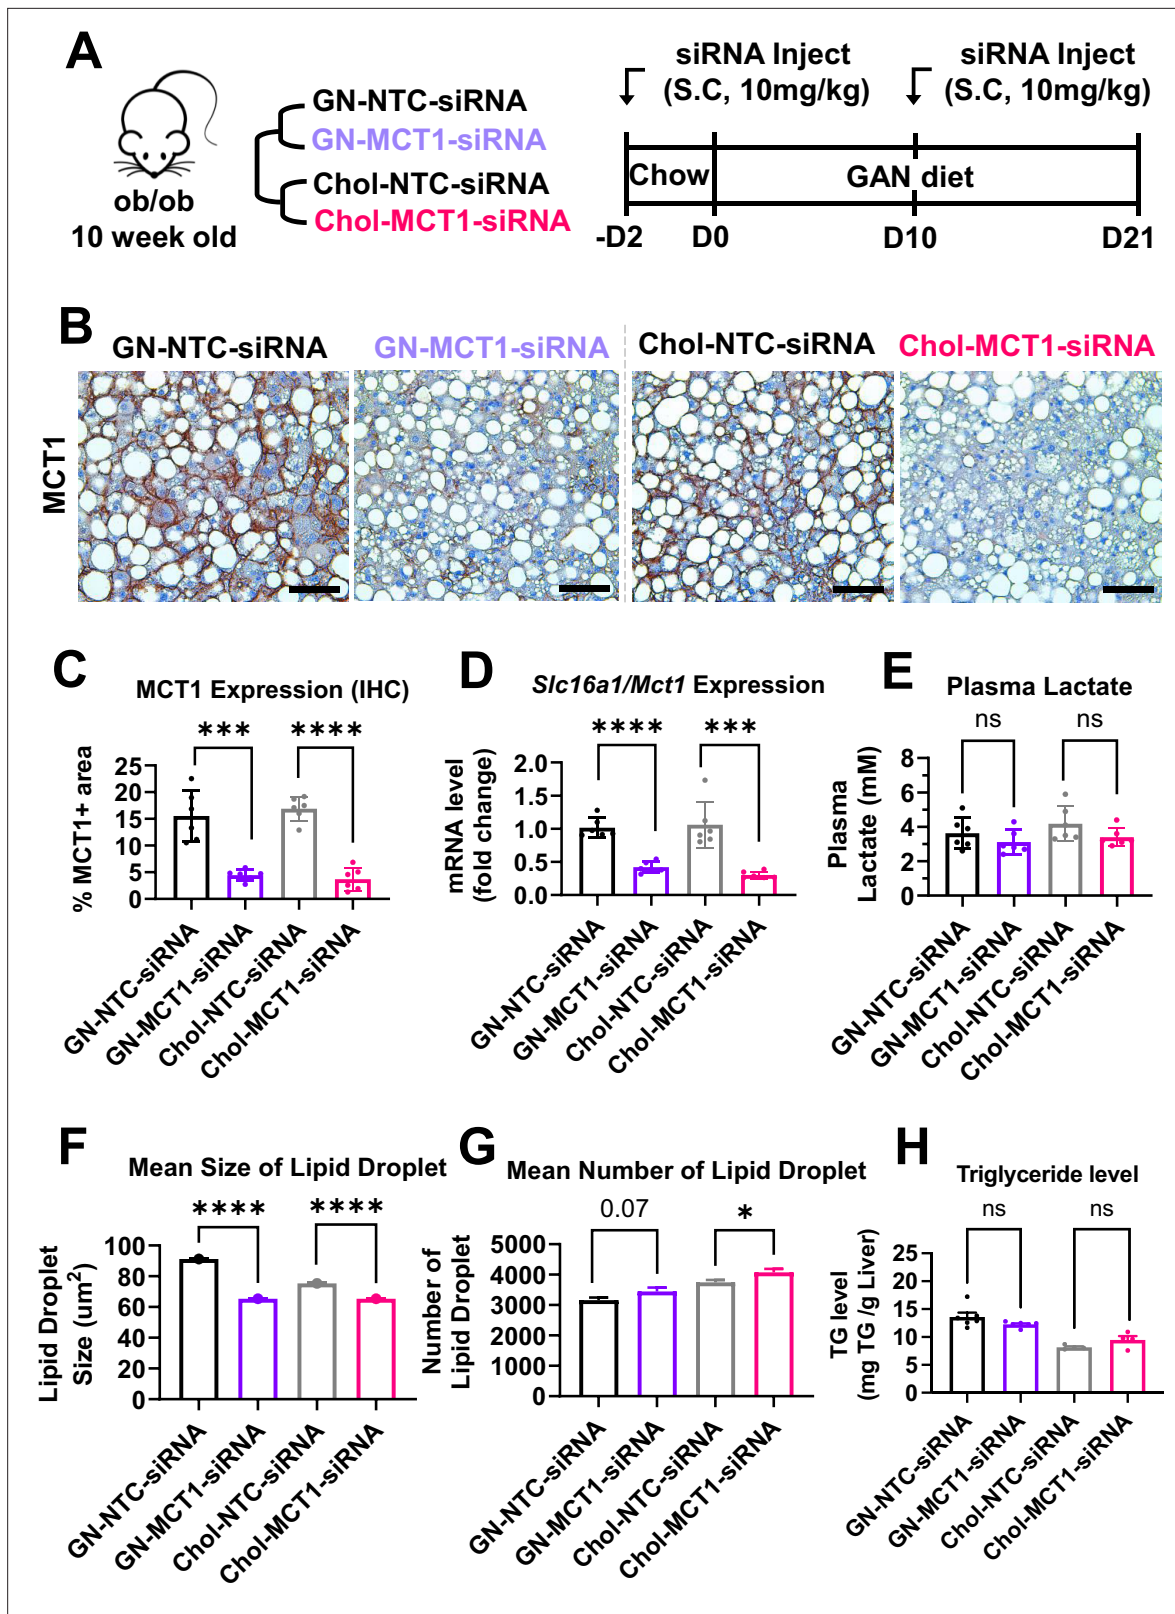 A
ob/ob
10 week old
GN-NTC-siRNA
GN-MCT1-siRNA
Chol-NTC-siRNA
Chol-MCT1-siRNA
siRNA Inject
(S.C, 10mg/kg)
siRNA Inject
(S.C, 10mg/kg)
Chow
GAN diet
-D2
D0
D10
D21
B
GN-NTC-siRNA
GN-MCT1-siRNA
Chol-NTC-siRNA
Chol-MCT1-siRNA
MCT1
C
MCT1 Expression (IHC)
***
****
% MCT1+ area
25
20
15
10
5
0
GN-NTC-siRNA
GN-MCT1-siRNA
Chol-NTC-siRNA
Chol-MCT1-siRNA
D
Slc16a1/Mct1 Expression
****
***
mRNA level
(fold change)
2.0
1.5
1.0
0.5
0.0
GN-NTC-siRNA
GN-MCT1-siRNA
Chol-NTC-siRNA
Chol-MCT1-siRNA
E
Plasma Lactate
ns
ns
Plasma
Lactate (mM)
8
6
4
2
0
GN-NTC-siRNA
GN-MCT1-siRNA
Chol-NTC-siRNA
Chol-MCT1-siRNA
F
Mean Size of Lipid Droplet
****
****
Lipid Droplet
Size (um²)
100
80
60
40
20
0
GN-NTC-siRNA
GN-MCT1-siRNA
Chol-NTC-siRNA
Chol-MCT1-siRNA
G
Mean Number of Lipid Droplet
0.07
*
Number of
Lipid Droplet
5000
4000
3000
2000
1000
0
GN-NTC-siRNA
GN-MCT1-siRNA
Chol-NTC-siRNA
Chol-MCT1-siRNA
H
Triglyceride level
ns
ns
TG level
(mg TG /g Liver)
25
20
15
10
5
0
GN-NTC-siRNA
GN-MCT1-siRNA
Chol-NTC-siRNA
Chol-MCT1-siRNA